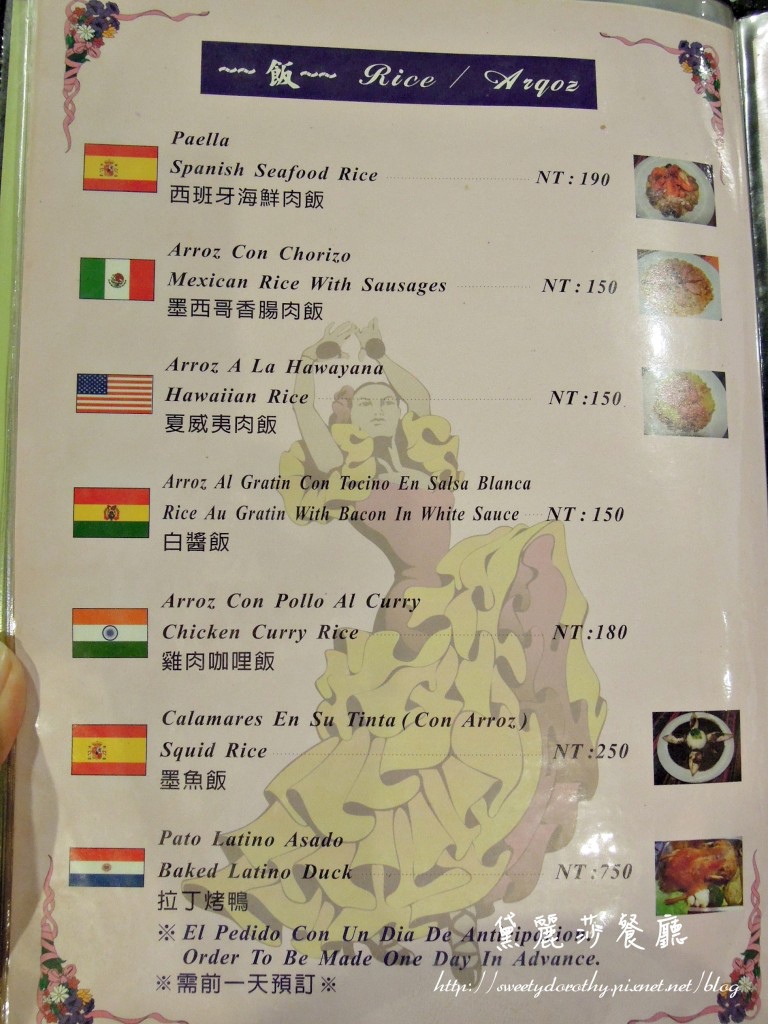 ~~ 飯 ~~ Rice / Arqoz
Paella
Spanish Seafood Rice NT : 190
西班牙海鮮肉飯
Arroz Con Chorizo
Mexican Rice With Sausages NT : 150
墨西哥香腸肉飯
Arroz A La Hawayana
Hawaiian Rice NT :150
夏威夷肉飯
Arroz Al Gratin Con Tocino En Salsa Blanca
Rice Au Gratin With Bacon In White Sauce NT : 150
白醬飯
Arroz Con Pollo Al Curry
Chicken Curry Rice NT :180
雞肉咖哩飯
Calamares En Su Tinta ( Con Arroz )
Squid Rice NT :250
墨魚飯
Pato Latino Asado
Baked Latino Duck NT :750
拉丁烤鴨
※ El Pedido Con Un Dia De Anticipacion
Order To Be Made One Day In Advance.
※需前一天預訂※
黛麗莎餐廳
http://sweetydorothy.pixnet.net/blog